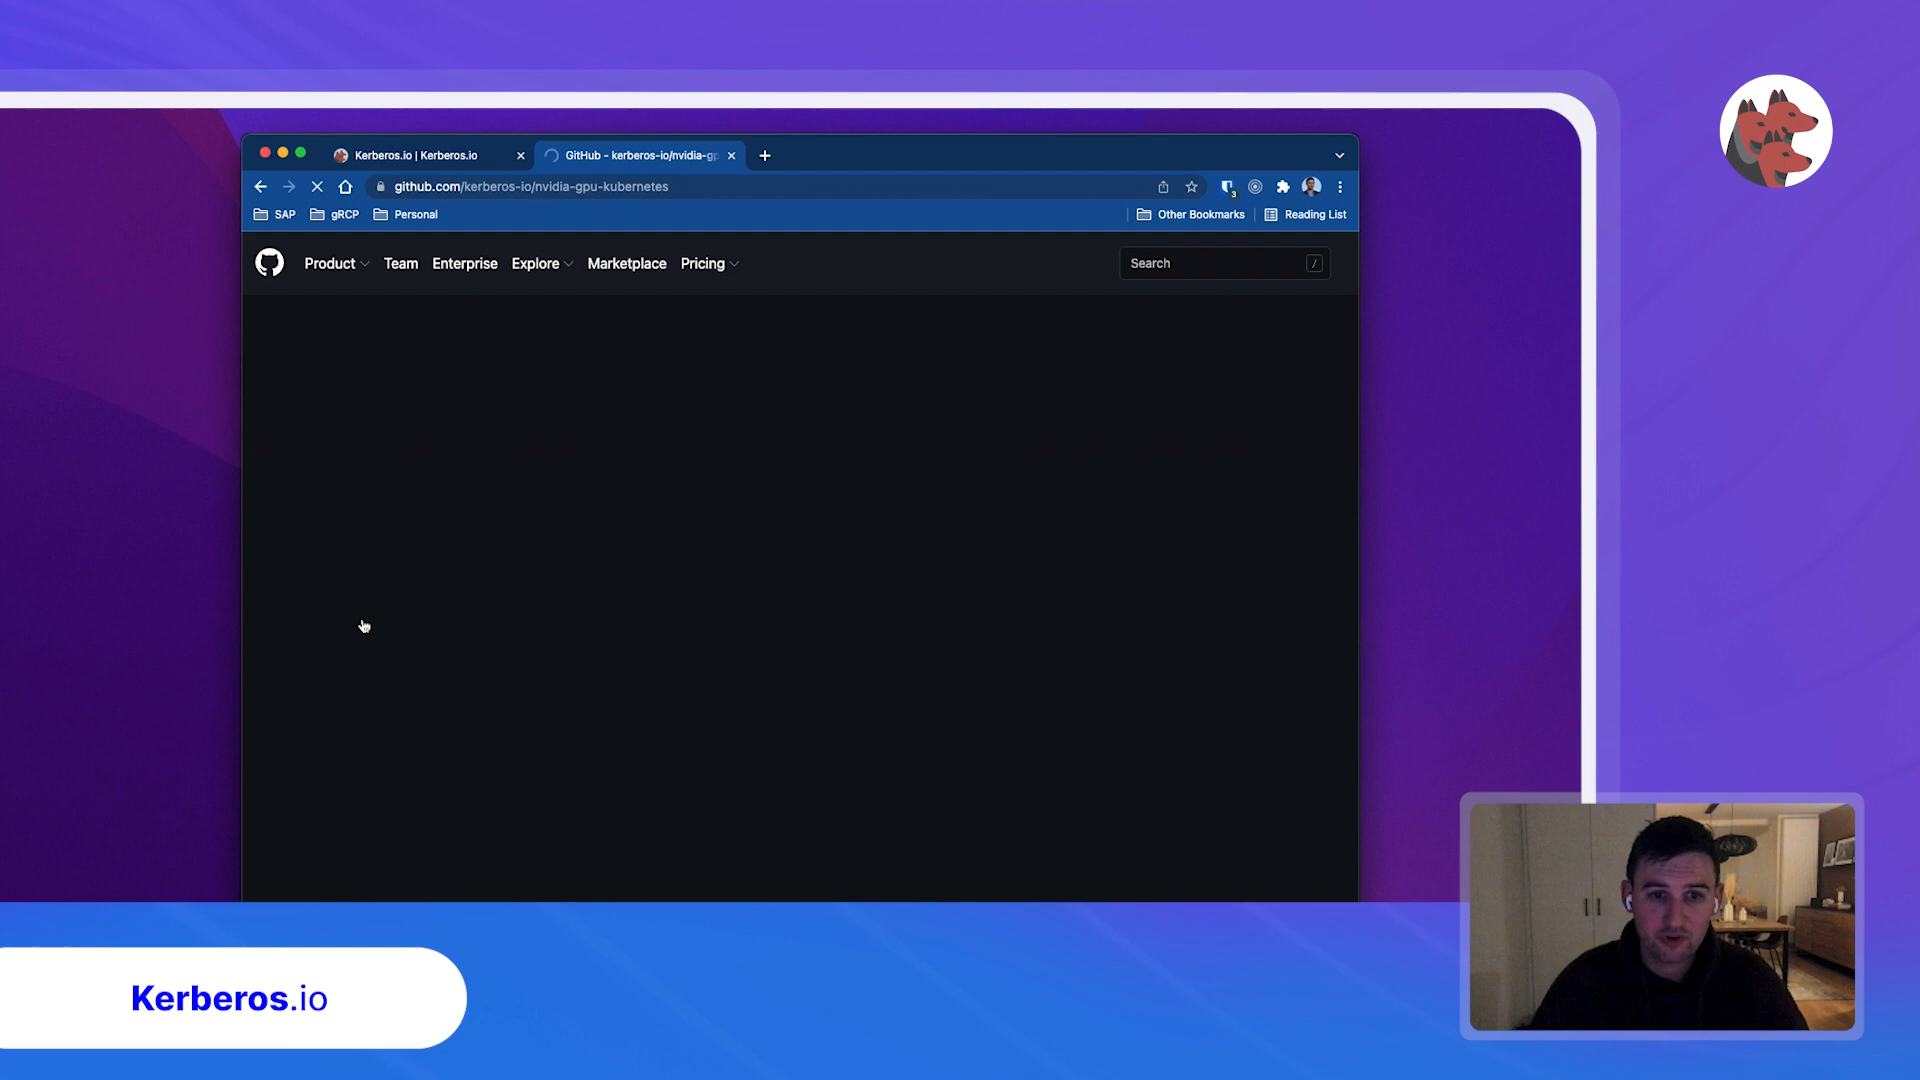 Kerberos.io | Kerberos.io
GitHub - kerberos-io/nvidia-gp
github.com/kerberos-io/nvidia-gpu-kubernetes
3
SAP
gRCP
Personal
Other Bookmarks
Reading List
Product
Team
Enterprise
Explore
Marketplace
Pricing
Search
/
Kerberos.io